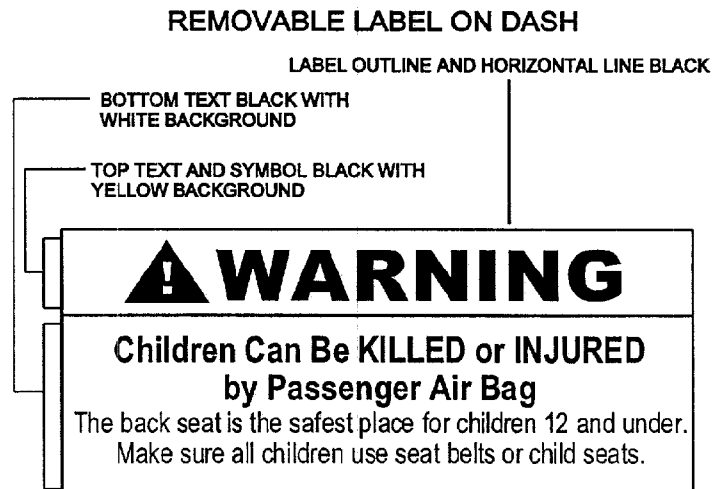 REMOVABLE LABEL ON DASH
LABEL OUTLINE AND HORIZONTAL LINE BLACK
BOTTOM TEXT BLACK WITH
WHITE BACKGROUND
TOP TEXT AND SYMBOL BLACK WITH
YELLOW BACKGROUND
WARNING
Children Can Be KILLED or INJURED
by Passenger Air Bag
The back seat is the safest place for children 12 and under.
Make sure all children use seat belts or child seats.